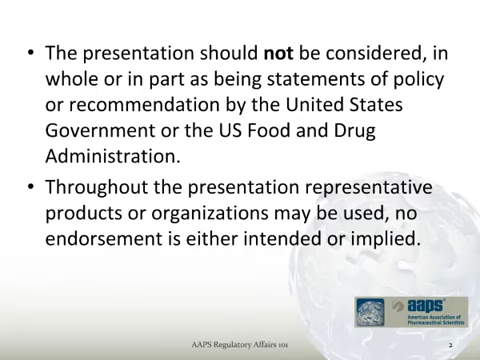 • The presentation should not be considered, in
whole or in part as being statements of policy
or recommendation by the United States
Government or the US Food and Drug
Administration.
• Throughout the presentation representative
products or organizations may be used, no
endorsement is either intended or implied.
aaps
American Association of
Pharmaceutical Scientists
AAPS Regulatory Affairs 101
2